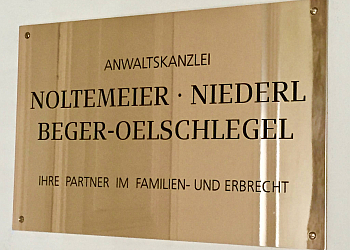 ANWALTSKANZLEI
NOLTEMEIER · NIEDERL
BEGER-OELSCHLEGEL
IHRE PARTNER IM FAMILIEN- UND ERBRECHT